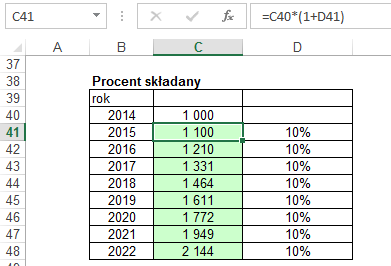 C41 fx =C40*(1+D41)
A B C D
37
38 Procent składany
39 rok
40 2014 1 000
41 2015 1 100 10%
42 2016 1 210 10%
43 2017 1 331 10%
44 2018 1 464 10%
45 2019 1 611 10%
46 2020 1 772 10%
47 2021 1 949 10%
48 2022 2 144 10%